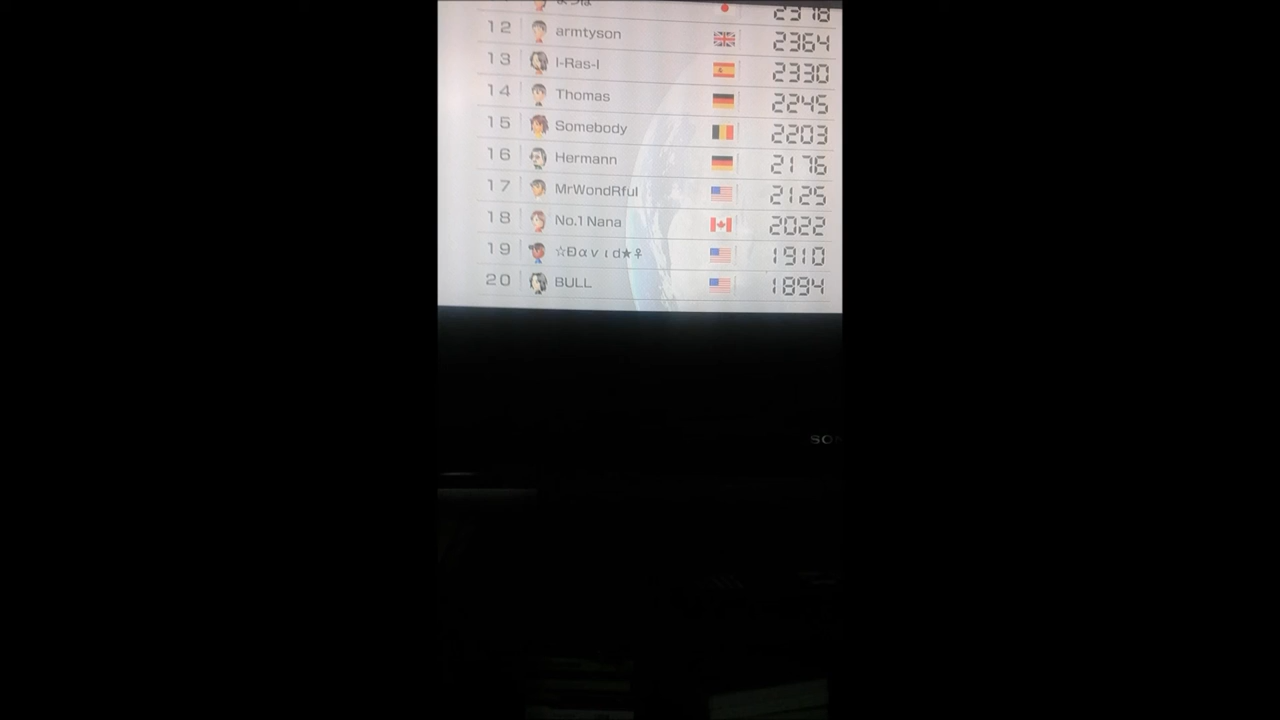 2378
12 armtyson 2364
13 I-Ras-I 2330
14 Thomas 2245
15 Somebody 2203
16 Hermann 2176
17 MrWondRful 2125
18 No.1 Nana 2022
19 ☆Ðαvιd★♀ 1910
20 BULL 1894